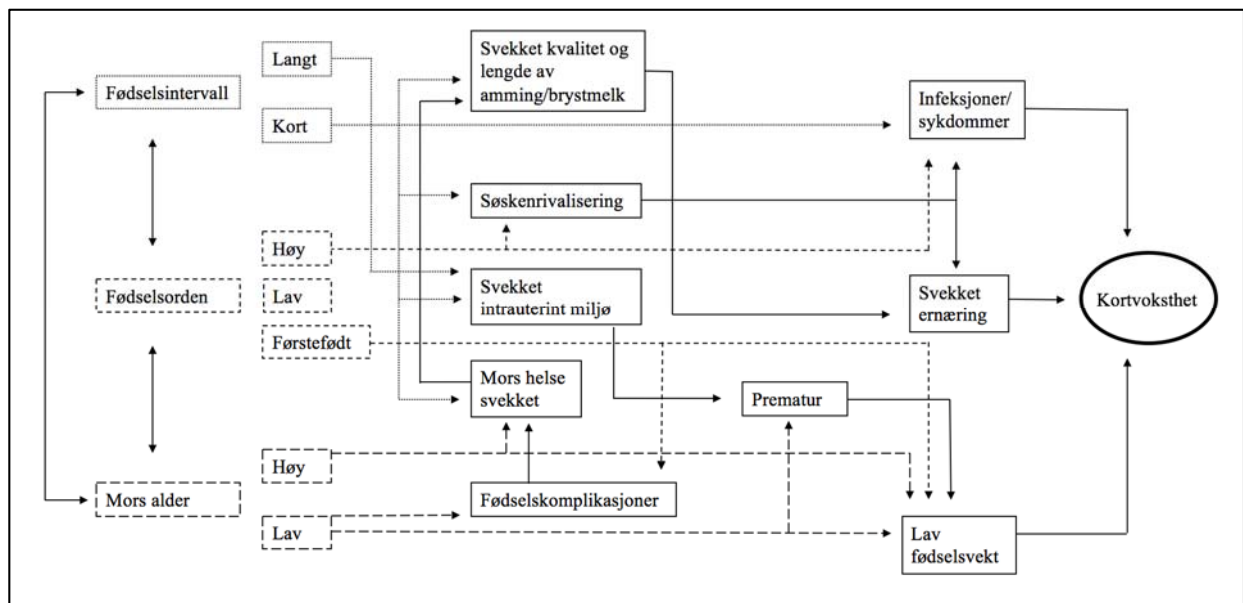 Fødselsintervall
Fødselsorden
Mors alder
Langt
Kort
Høy
Lav
Førstefødt
Høy
Lav
Svekket kvalitet og
lengde av
amming/brystmelk
Søskenrivalisering
Svekket
intrauterint miljø
Mors helse
svekket
Fødselskomplikasjoner
Prematur
Infeksjoner/
sykdommer
Svekket
ernæring
Lav
fødselsvekt
Kortvoksthet